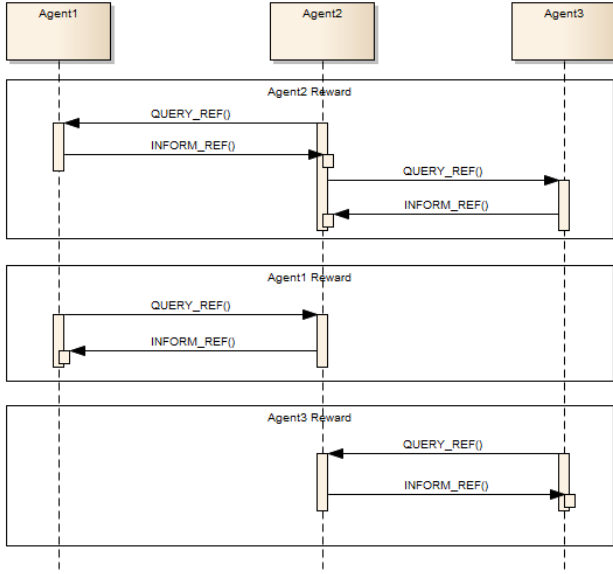 Agent1
Agent2
Agent3
Agent2 Reward
QUERY_REF()
INFORM_REF()
QUERY_REF()
INFORM_REF()
Agent1 Reward
QUERY_REF()
INFORM_REF()
Agent3 Reward
QUERY_REF()
INFORM_REF()